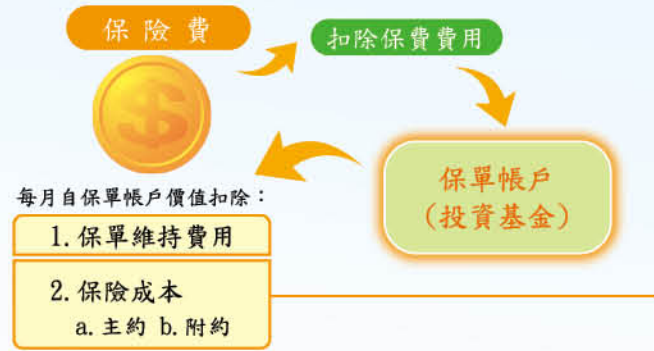 保險費
扣除保費費用
保單帳戶
(投資基金)
每月自保單帳戶價值扣除：
1.保單維持費用
2.保險成本
a.主約 b.附約